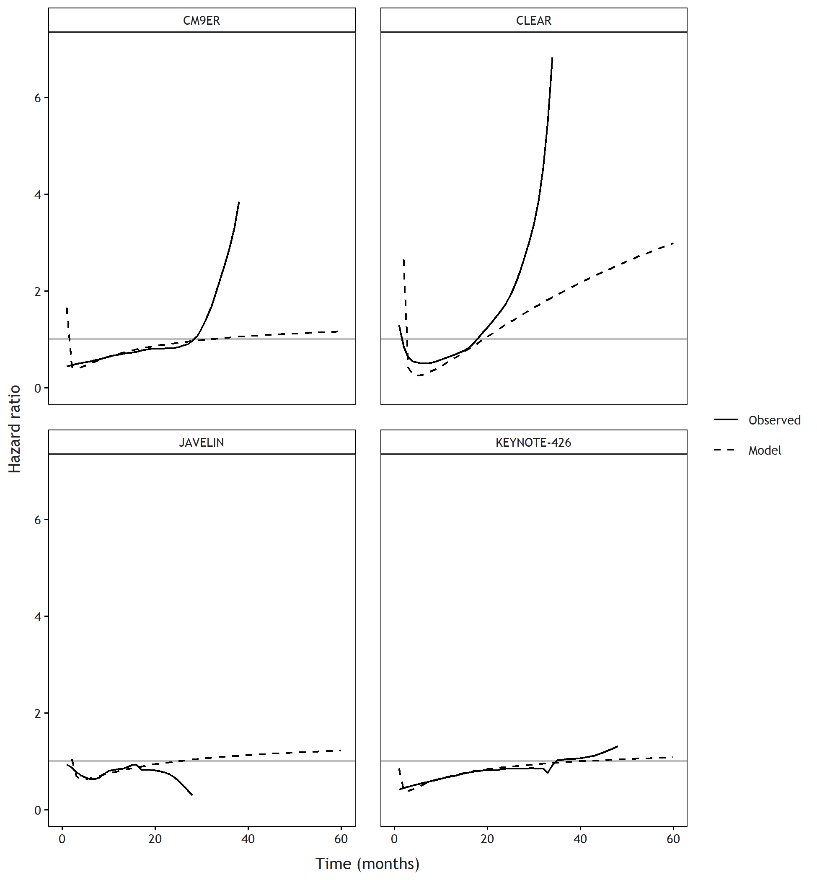 CM9ER
CLEAR
6
4
2
0
JAVELIN
KEYNOTE-426
6
4
2
0
0
20
40
60
0
20
40
60
Hazard ratio
Time (months)
Observed
Model